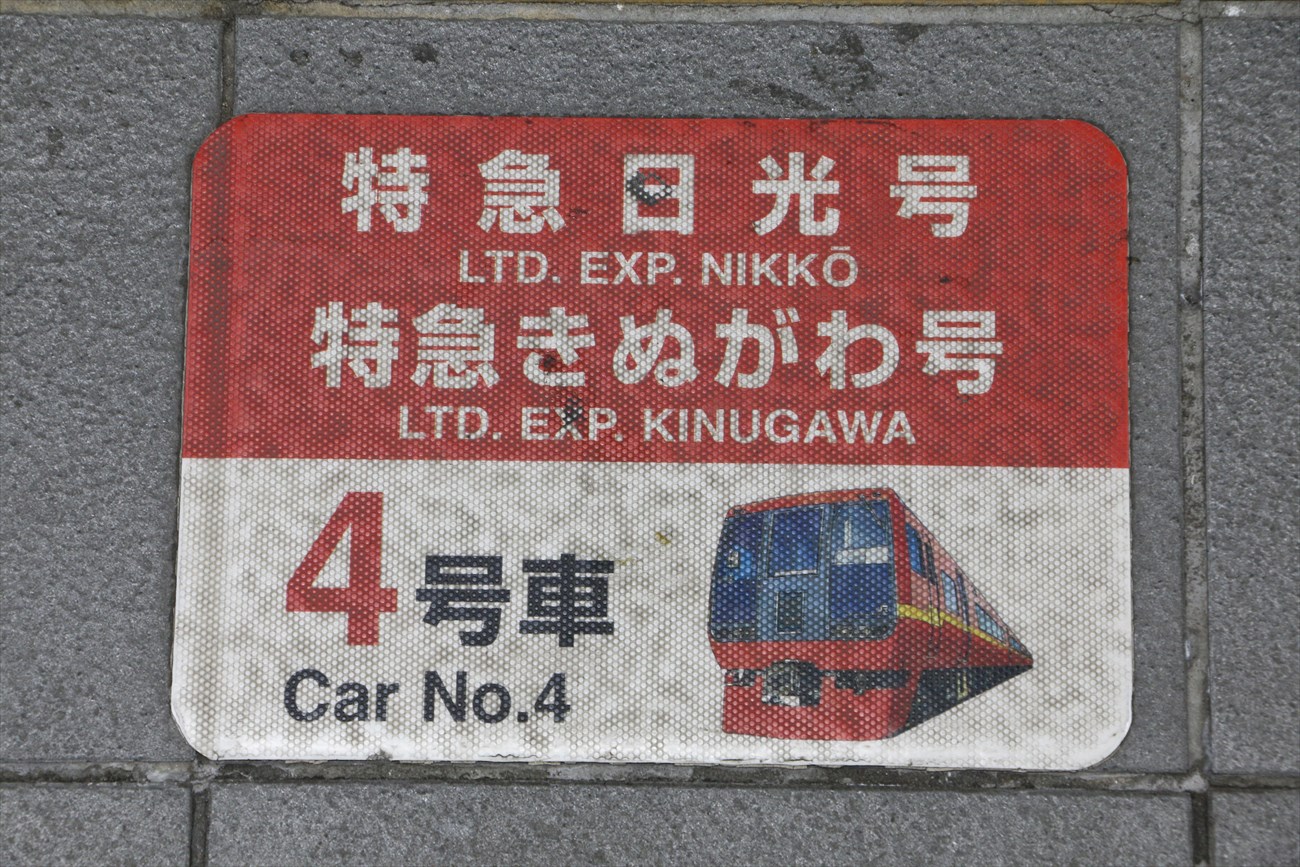 特急日光号
LTD. EXP. NIKKŌ
特急きぬがわ号
LTD. EXP. KINUGAWA
4号車
Car No.4